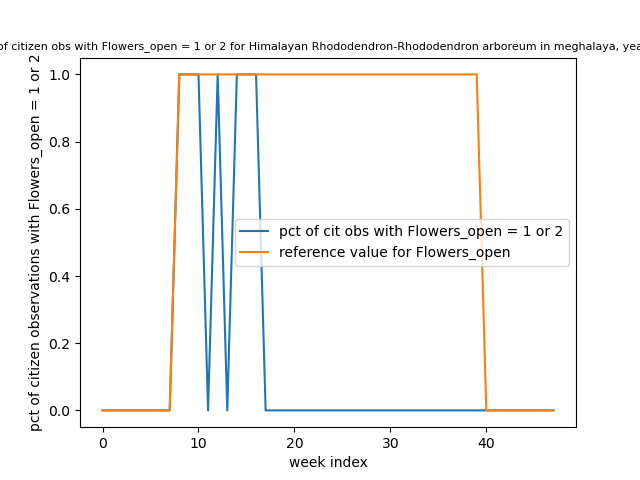 of citizen obs with Flowers_open = 1 or 2 for Himalayan Rhododendron-Rhododendron arboreum in meghalaya, yea
pct of citizen observations with Flowers_open = 1 or 2
1.0
0.8
0.6
0.4
0.2
0.0
pct of cit obs with Flowers_open = 1 or 2
reference value for Flowers_open
0 10 20 30 40
week index